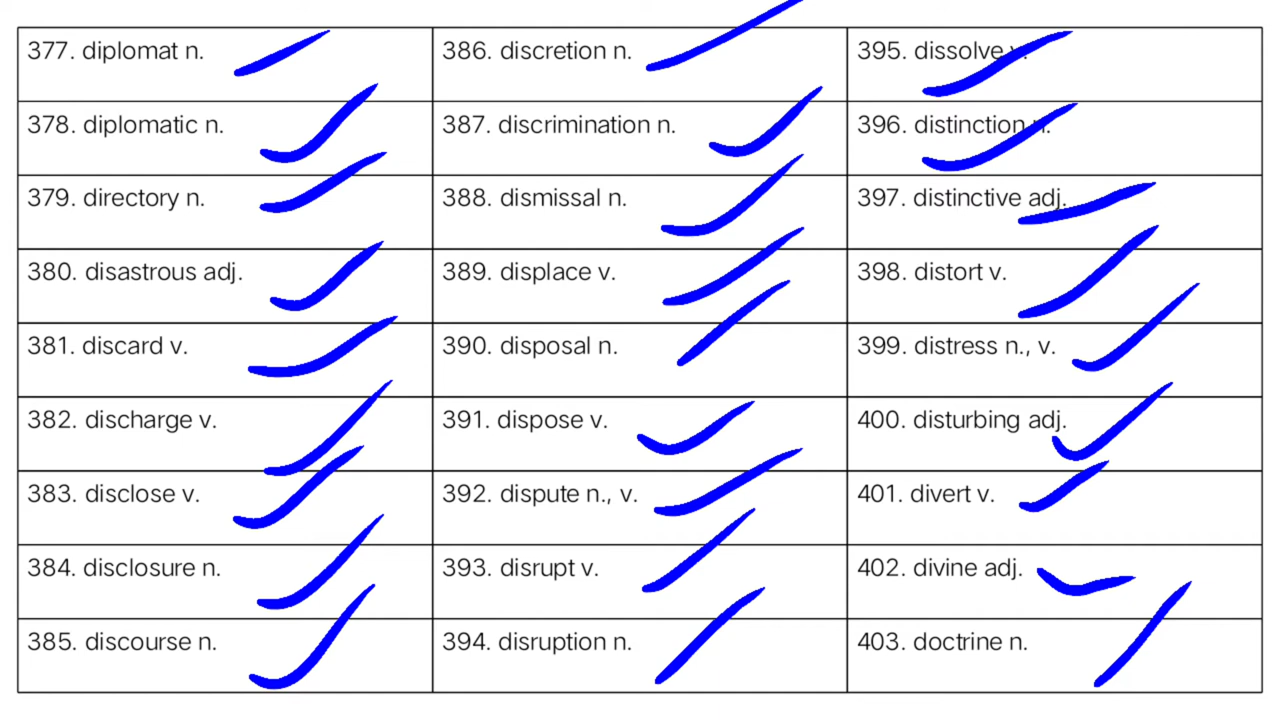 377. diplomat n.
378. diplomatic n.
379. directory n.
380. disastrous adj.
381. discard v.
382. discharge v.
383. disclose v.
384. disclosure n.
385. discourse n.
386. discretion n.
387. discrimination n.
388. dismissal n.
389. displace v.
390. disposal n.
391. dispose v.
392. dispute n., v.
393. disrupt v.
394. disruption n.
395. dissolve v.
396. distinction n.
397. distinctive adj.
398. distort v.
399. distress n., v.
400. disturbing adj.
401. divert v.
402. divine adj.
403. doctrine n.